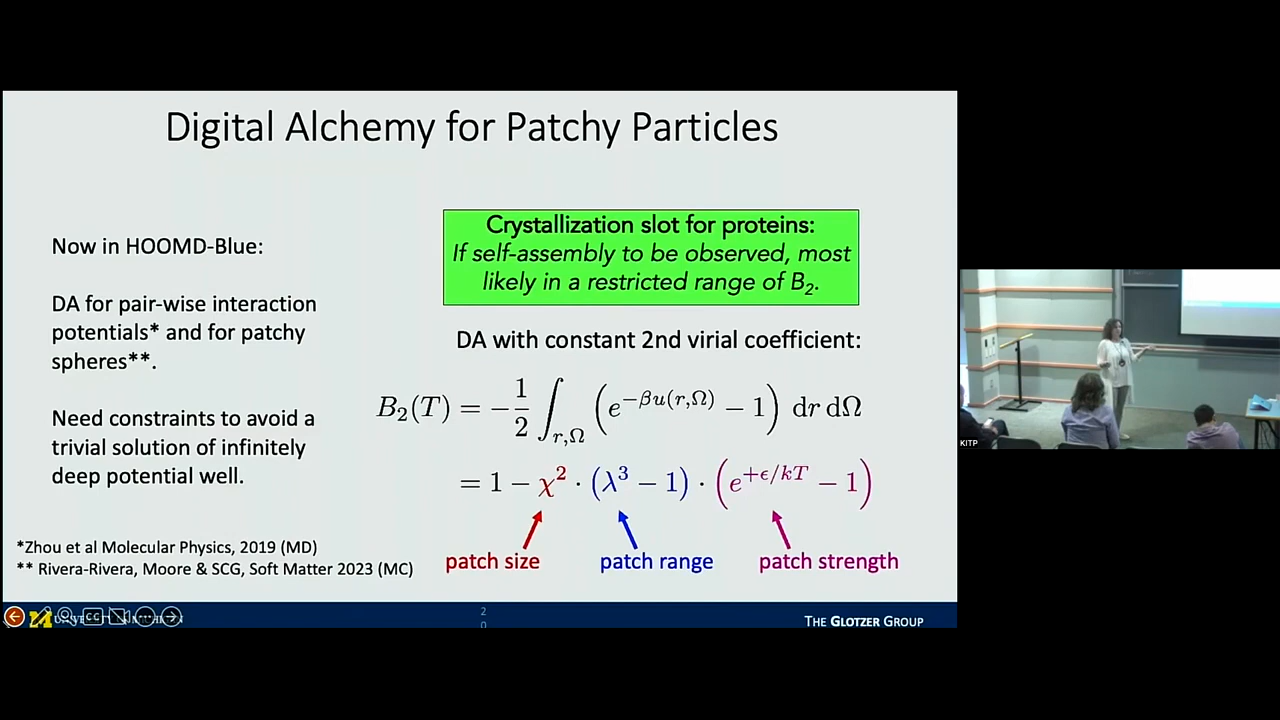 Digital Alchemy for Patchy Particles
Now in HOOMD-Blue:
DA for pair-wise interaction
potentials* and for patchy
spheres**.
Need constraints to avoid a
trivial solution of infinitely
deep potential well.
*Zhou et al Molecular Physics, 2019 (MD)
** Rivera-Rivera, Moore & SCG, Soft Matter 2023 (MC)
Crystallization slot for proteins:
If self-assembly to be observed, most
likely in a restricted range of B₂.
DA with constant 2nd virial coefficient:
B₂(T) = −1/2 ∫_{r,Ω} (e^{−βu(r,Ω)} − 1) dr dΩ
= 1 − χ² · (λ³ − 1) · (e^{+ϵ/kT} − 1)
patch size
patch range
patch strength
CC
2
0
THE GLOTZER GROUP
KITP